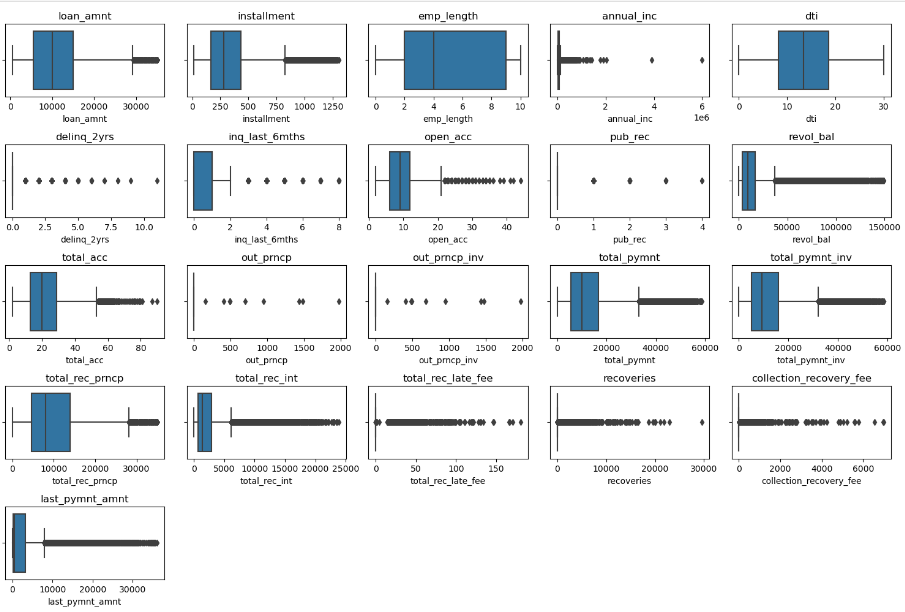 loan_amnt installment emp_length annual_inc dti
0 10000 20000 30000 0 250 500 750 1000 1250 0 2 4 6 8 10 0 2 4 6 0 10 20 30
1e6
loan_amnt installment emp_length annual_inc dti
delinq_2yrs inq_last_6mths open_acc pub_rec revol_bal
0.0 2.5 5.0 7.5 10.0 0 2 4 6 8 0 10 20 30 40 0 1 2 3 4 0 50000 100000 150000
delinq_2yrs inq_last_6mths open_acc pub_rec revol_bal
total_acc out_prncp out_prncp_inv total_pymnt total_pymnt_inv
0 20 40 60 80 0 500 1000 1500 2000 0 500 1000 1500 2000 0 20000 40000 60000 0 20000 40000 60000
total_acc out_prncp out_prncp_inv total_pymnt total_pymnt_inv
total_rec_prncp total_rec_int total_rec_late_fee recoveries collection_recovery_fee
0 10000 20000 30000 0 5000 10000 15000 20000 25000 0 50 100 150 0 10000 20000 30000 0 2000 4000 6000
total_rec_prncp total_rec_int total_rec_late_fee recoveries collection_recovery_fee
last_pymnt_amnt
0 10000 20000 30000
last_pymnt_amnt